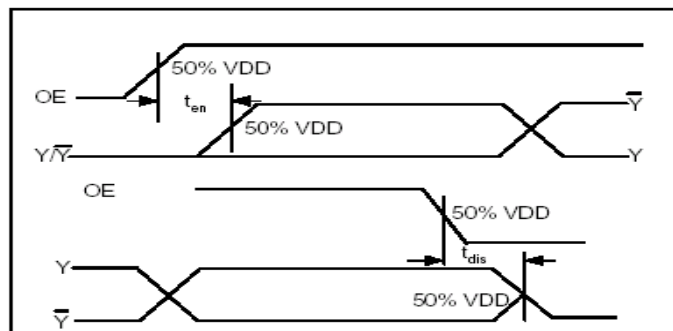 50% VDD
OE
t_en
Y̅
50% VDD
Y/Y̅
Y
OE
50% VDD
t_dis
Y
50% VDD
Y̅